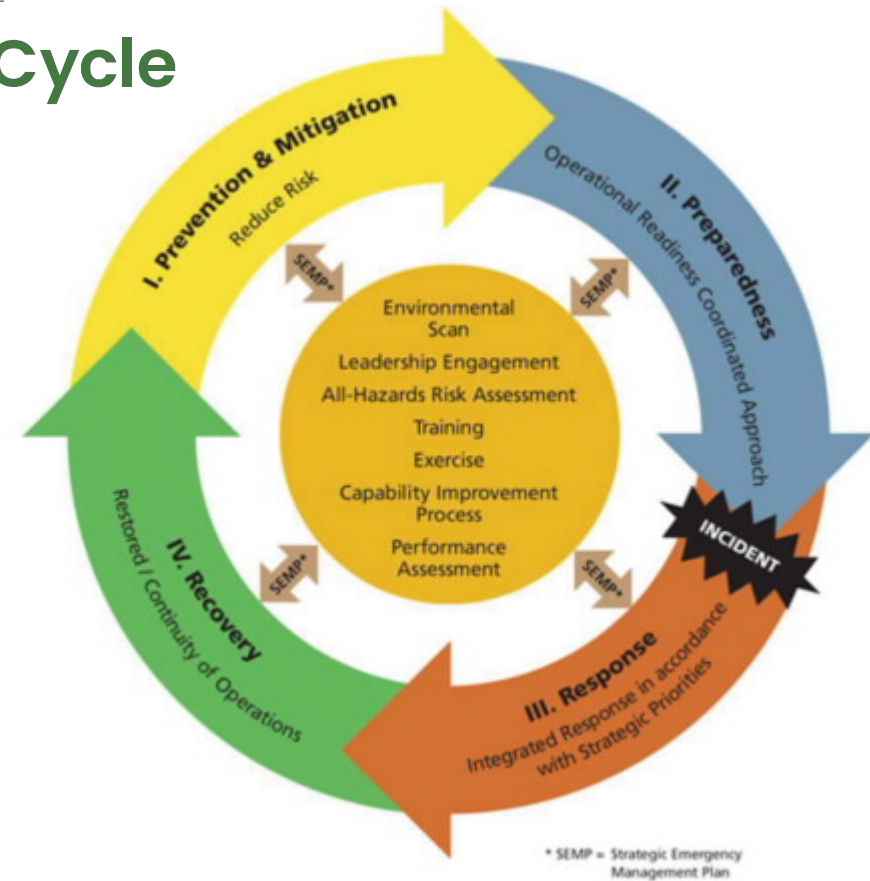 Cycle
I. Prevention & Mitigation
Reduce Risk
II. Preparedness
Operational Readiness Coordinated Approach
SEMP*
SEMP*
Environmental
Scan
Leadership Engagement
All-Hazards Risk Assessment
Training
Exercise
Capability Improvement
Process
Performance
Assessment
INCIDENT
SEMP*
SEMP*
IV. Recovery
Restored / Continuity of Operations
III. Response
Integrated Response in accordance
with Strategic Priorities
* SEMP = Strategic Emergency
Management Plan